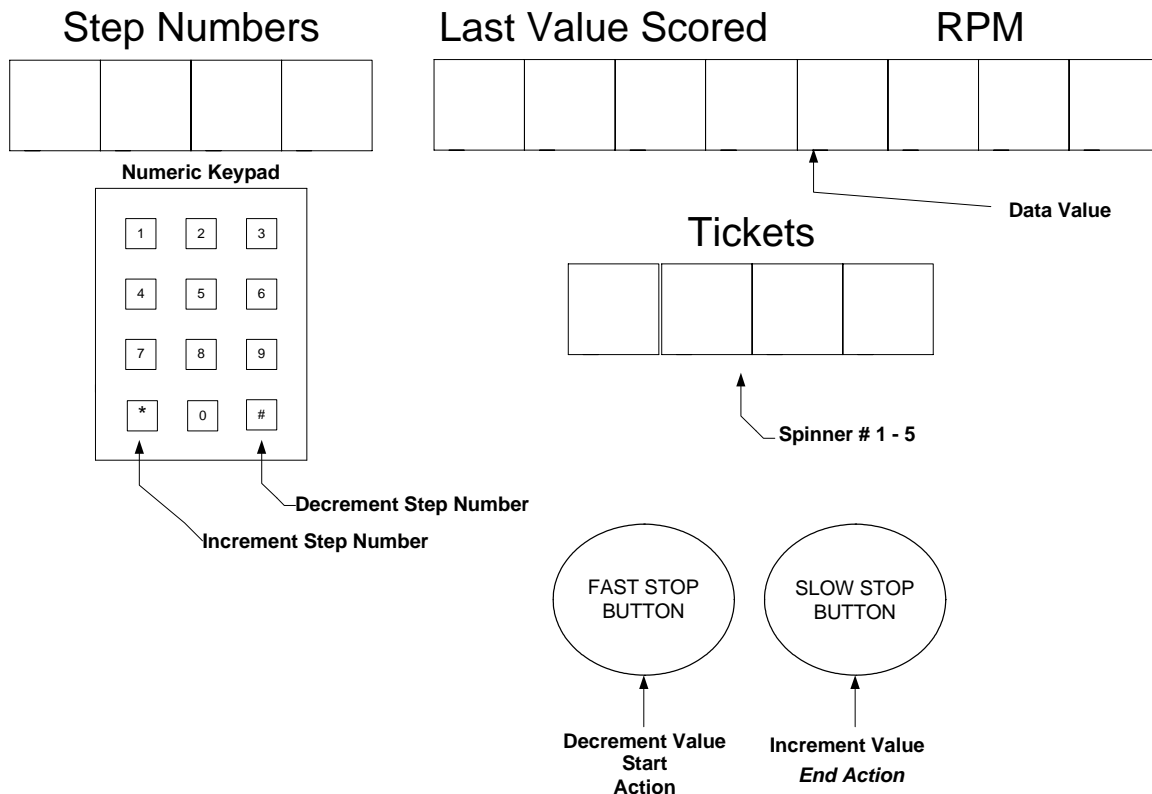 Step Numbers
Last Value Scored
RPM
Numeric Keypad
Data Value
1 2 3
Tickets
4 5 6
7 8 9
* 0 #
Spinner # 1 - 5
Decrement Step Number
Increment Step Number
FAST STOP
BUTTON
SLOW STOP
BUTTON
Decrement Value
Start
Action
Increment Value
End Action